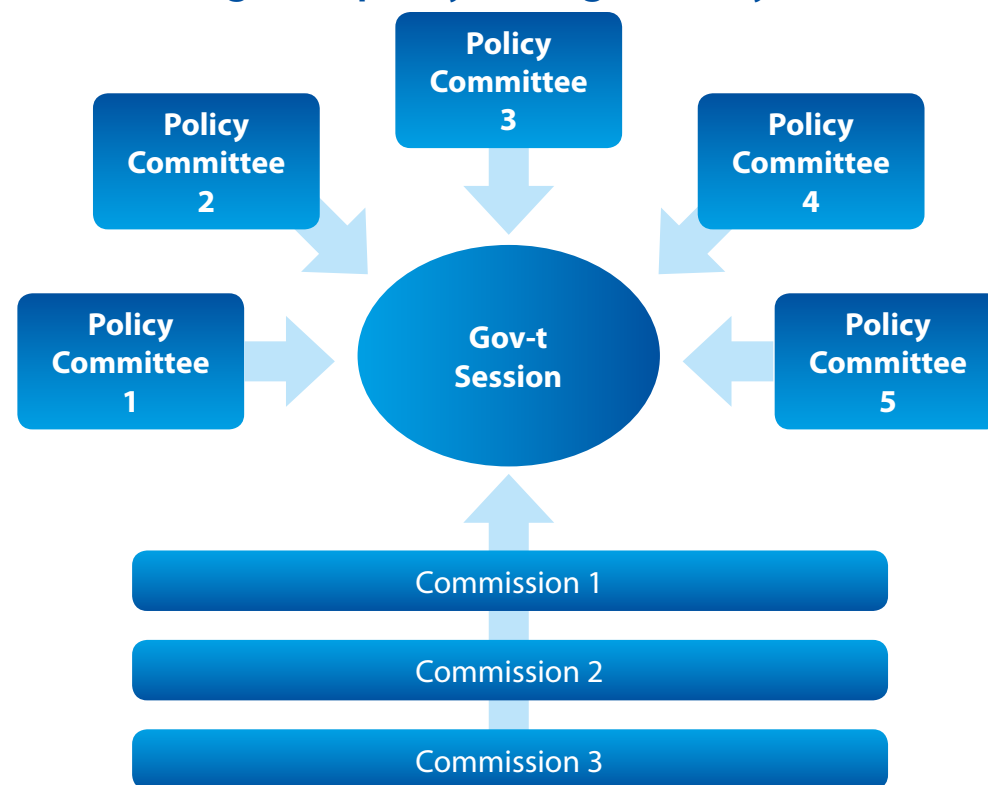 Policy
Committee
3
Policy
Committee
2
Policy
Committee
4
Policy
Committee
1
Gov-t
Session
Policy
Committee
5
Commission 1
Commission 2
Commission 3